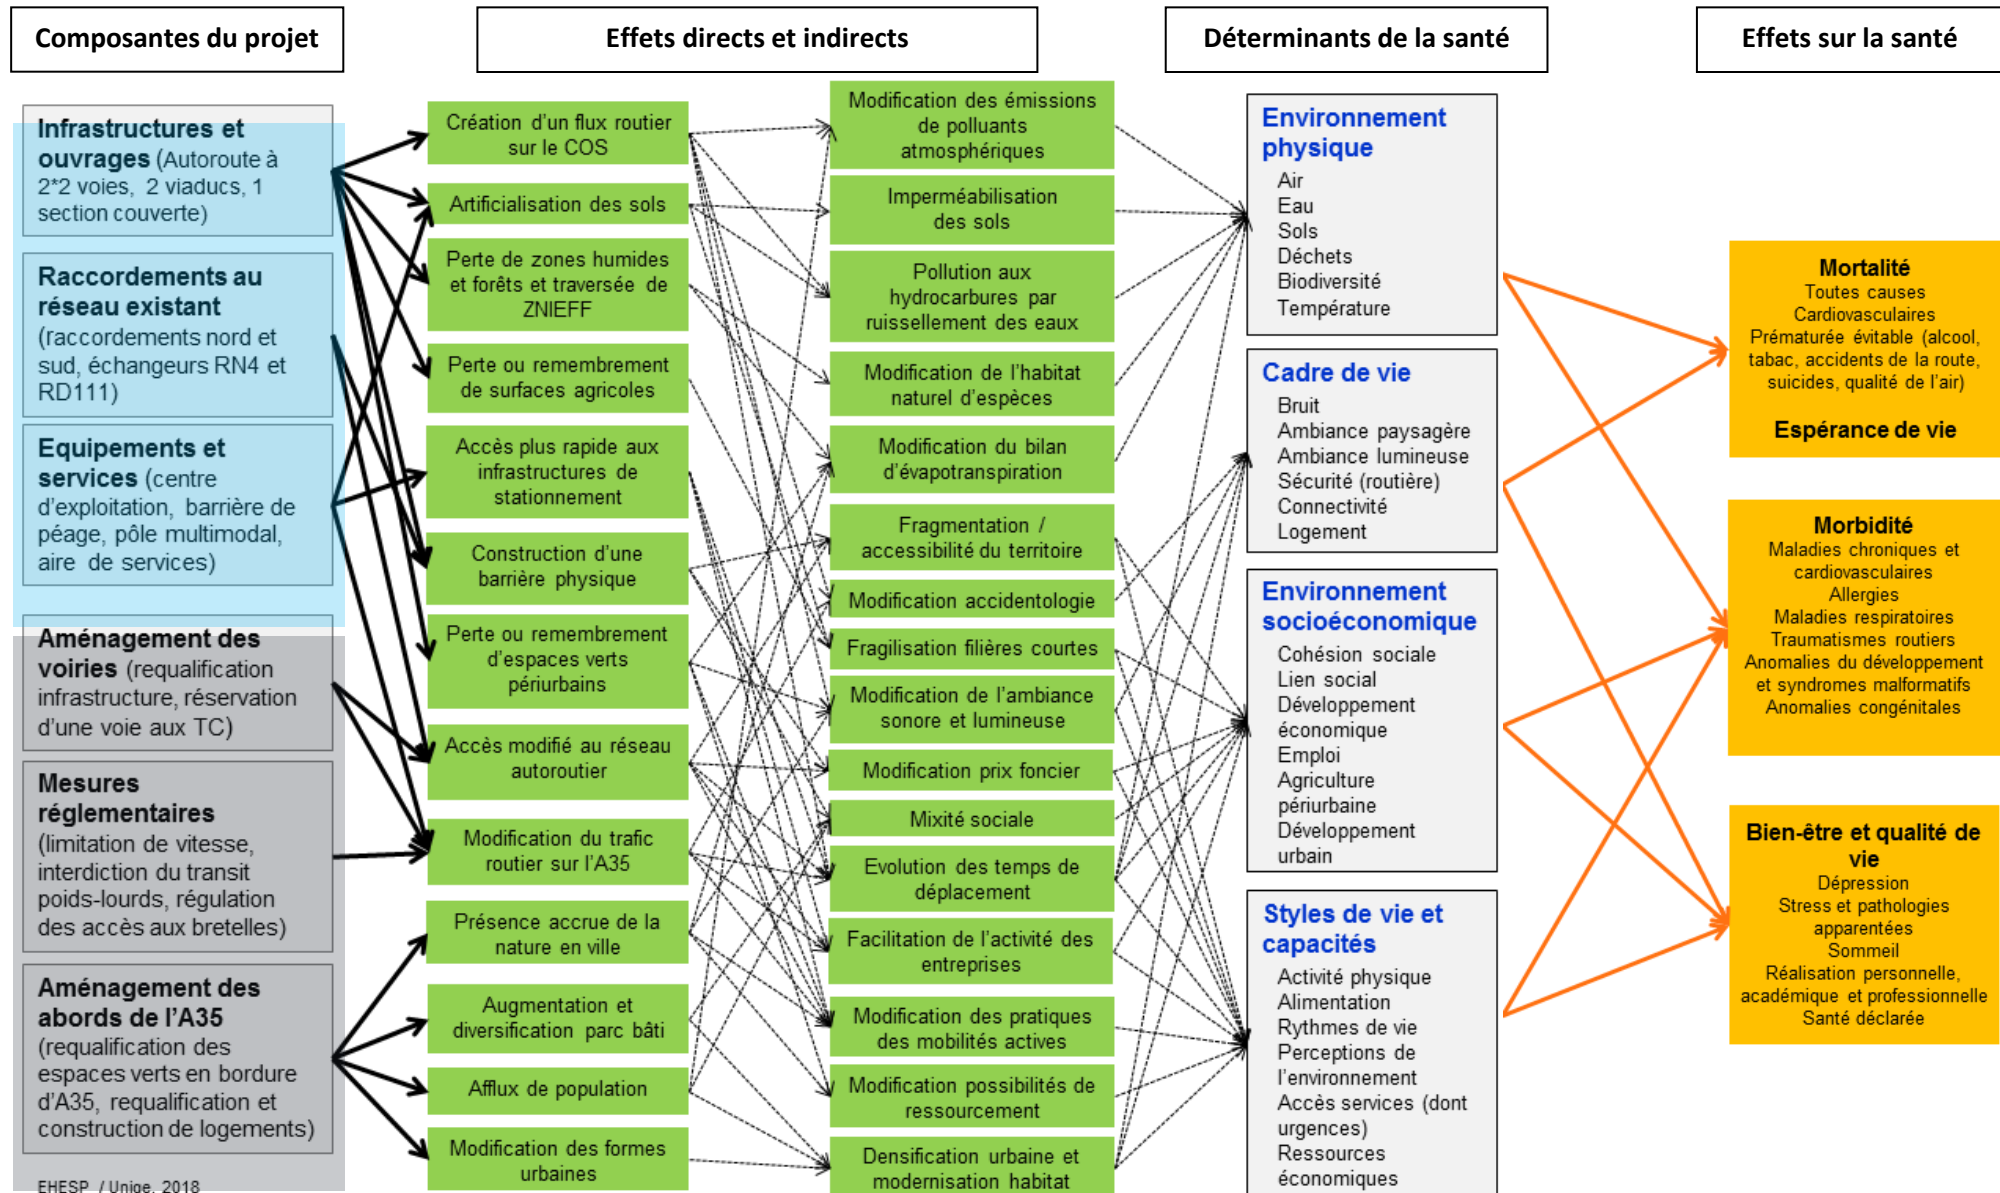 Composantes du projet
Effets directs et indirects
Déterminants de la santé
Effets sur la santé
Infrastructures et
ouvrages (Autoroute à
2*2 voies, 2 viaducs, 1
section couverte)
Raccordements au
réseau existant
(raccordements nord et
sud, échangeurs RN4 et
RD111)
Equipements et
services (centre
d'exploitation, barrière de
péage, pôle multimodal,
aire de services)
Aménagement des
voiries (requalification
infrastructure, réservation
d'une voie aux TC)
Mesures
réglementaires
(limitation de vitesse,
interdiction du transit
poids-lourds, régulation
des accès aux bretelles)
Aménagement des
abords de l'A35
(requalification des
espaces verts en bordure
d'A35, requalification et
construction de logements)
EHESP / Unige, 2018
Création d'un flux routier
sur le COS
Artificialisation des sols
Perte de zones humides
et forêts et traversée de
ZNIEFF
Perte ou remembrement
de surfaces agricoles
Accès plus rapide aux
infrastructures de
stationnement
Construction d'une
barrière physique
Perte ou remembrement
d'espaces verts
périurbains
Accès modifié au réseau
autoroutier
Modification du trafic
routier sur l'A35
Présence accrue de la
nature en ville
Augmentation et
diversification parc bâti
Afflux de population
Modification des formes
urbaines
Modification des émissions
de polluants
atmosphériques
Imperméabilisation
des sols
Pollution aux
hydrocarbures par
ruissellement des eaux
Modification de l'habitat
naturel d'espèces
Modification du bilan
d'évapotranspiration
Fragmentation /
accessibilité du territoire
Modification accidentologie
Fragilisation filières courtes
Modification de l'ambiance
sonore et lumineuse
Modification prix foncier
Mixité sociale
Evolution des temps de
déplacement
Facilitation de l'activité des
entreprises
Modification des pratiques
des mobilités actives
Modification possibilités de
ressourcement
Densification urbaine et
modernisation habitat
Environnement
physique
Air
Eau
Sols
Déchets
Biodiversité
Température
Cadre de vie
Bruit
Ambiance paysagère
Ambiance lumineuse
Sécurité (routière)
Connectivité
Logement
Environnement
socioéconomique
Cohésion sociale
Lien social
Développement
économique
Emploi
Agriculture
périurbaine
Développement
urbain
Styles de vie et
capacités
Activité physique
Alimentation
Rythmes de vie
Perceptions de
l'environnement
Accès services (dont
urgences)
Ressources
économiques
Mortalité
Toutes causes
Cardiovasculaires
Prématurée évitable (alcool,
tabac, accidents de la route,
suicides, qualité de l'air)
Espérance de vie
Morbidité
Maladies chroniques et
cardiovasculaires
Allergies
Maladies respiratoires
Traumatismes routiers
Anomalies du développement
et syndromes malformatifs
Anomalies congénitales
Bien-être et qualité de
vie
Dépression
Stress et pathologies
apparentées
Sommeil
Réalisation personnelle,
académique et professionnelle
Santé déclarée